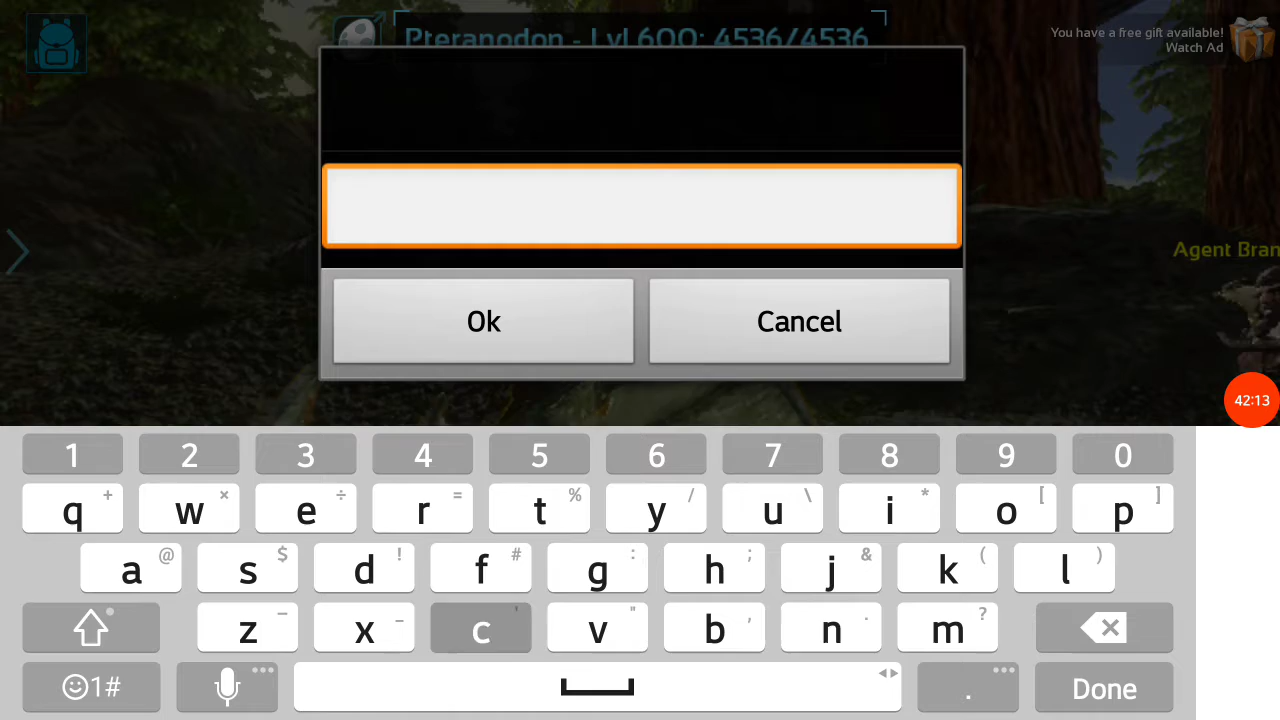 Pteranodon - Lvl 600: 4536/4536
You have a free gift available!
Watch Ad
Agent Bran
Ok
Cancel
42:13
1 2 3 4 5 6 7 8 9 0
q + w × e ÷ r = t % y / u \ i * o [ p ]
a @ s $ d ! f # g : h ; j & k ( l )
z – x - c ' v " b , n . m ?
1# . Done